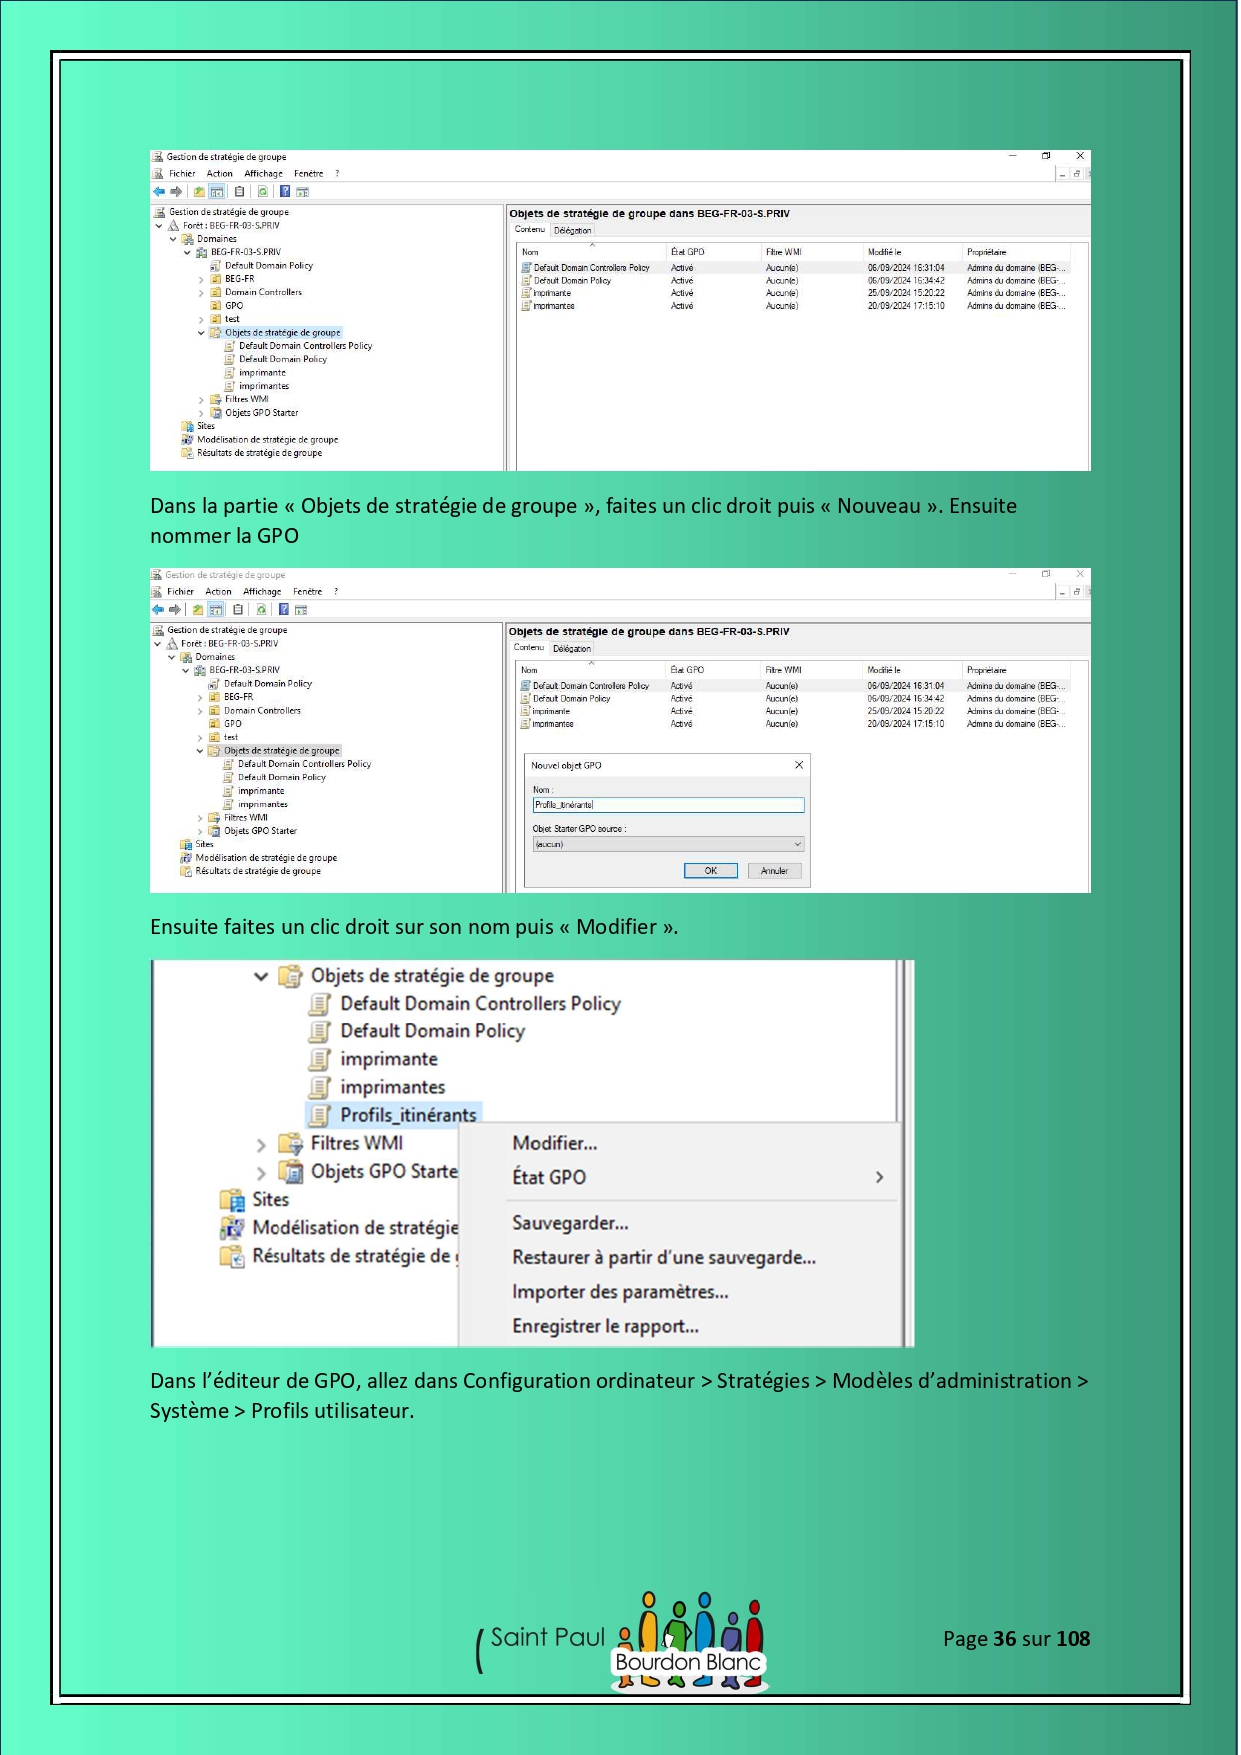 Gestion de stratégie de groupe
Fichier Action Affichage Fenêtre ?
Gestion de stratégie de groupe
Forêt : BEG-FR-03-S.PRIV
Domaines
BEG-FR-03-S.PRIV
Default Domain Policy
BEG-FR
Domain Controllers
GPO
test
Objets de stratégie de groupe
Default Domain Controllers Policy
Default Domain Policy
imprimante
imprimantes
Filtres WMI
Objets GPO Starter
Sites
Modélisation de stratégie de groupe
Résultats de stratégie de groupe
Objets de stratégie de groupe dans BEG-FR-03-S.PRIV
Contenu Délégation
Nom État GPO Filtre WMI Modifié le Propriétaire
Default Domain Controllers Policy Activé Aucun(e) 06/09/2024 16:31:04 Admins du domaine (BEG-...
Default Domain Policy Activé Aucun(e) 06/09/2024 16:34:42 Admins du domaine (BEG-...
imprimante Activé Aucun(e) 25/09/2024 15:20:22 Admins du domaine (BEG-...
imprimantes Activé Aucun(e) 20/09/2024 17:15:10 Admins du domaine (BEG-...
Dans la partie « Objets de stratégie de groupe », faites un clic droit puis « Nouveau ». Ensuite
nommer la GPO
Gestion de stratégie de groupe
Fichier Action Affichage Fenêtre ?
Gestion de stratégie de groupe
Forêt : BEG-FR-03-S.PRIV
Domaines
BEG-FR-03-S.PRIV
Default Domain Policy
BEG-FR
Domain Controllers
GPO
test
Objets de stratégie de groupe
Default Domain Controllers Policy
Default Domain Policy
imprimante
imprimantes
Filtres WMI
Objets GPO Starter
Sites
Modélisation de stratégie de groupe
Résultats de stratégie de groupe
Objets de stratégie de groupe dans BEG-FR-03-S.PRIV
Contenu Délégation
Nom État GPO Filtre WMI Modifié le Propriétaire
Default Domain Controllers Policy Activé Aucun(e) 06/09/2024 16:31:04 Admins du domaine (BEG-...
Default Domain Policy Activé Aucun(e) 06/09/2024 16:34:42 Admins du domaine (BEG-...
imprimante Activé Aucun(e) 25/09/2024 15:20:22 Admins du domaine (BEG-...
imprimantes Activé Aucun(e) 20/09/2024 17:15:10 Admins du domaine (BEG-...
Nouvel objet GPO
Nom :
Profils_itinérants
Objet Starter GPO source :
(aucun)
OK Annuler
Ensuite faites un clic droit sur son nom puis « Modifier ».
Objets de stratégie de groupe
Default Domain Controllers Policy
Default Domain Policy
imprimante
imprimantes
Profils_itinérants
Filtres WMI
Objets GPO Starte
Sites
Modélisation de stratégie
Résultats de stratégie de
Modifier...
État GPO
Sauvegarder...
Restaurer à partir d'une sauvegarde...
Importer des paramètres...
Enregistrer le rapport...
Dans l'éditeur de GPO, allez dans Configuration ordinateur > Stratégies > Modèles d'administration >
Système > Profils utilisateur.
Saint Paul
Bourdon Blanc
Page 36 sur 108